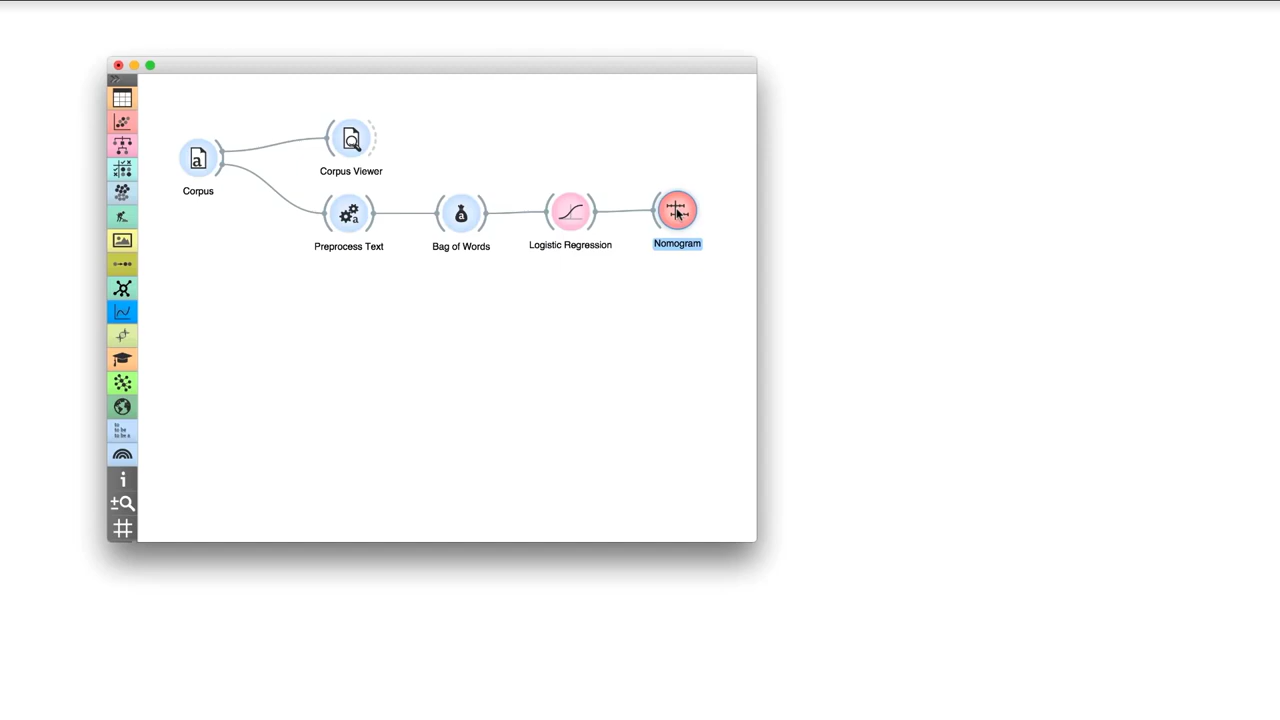 Corpus Viewer
Corpus
Preprocess Text
Bag of Words
Logistic Regression
Nomogram